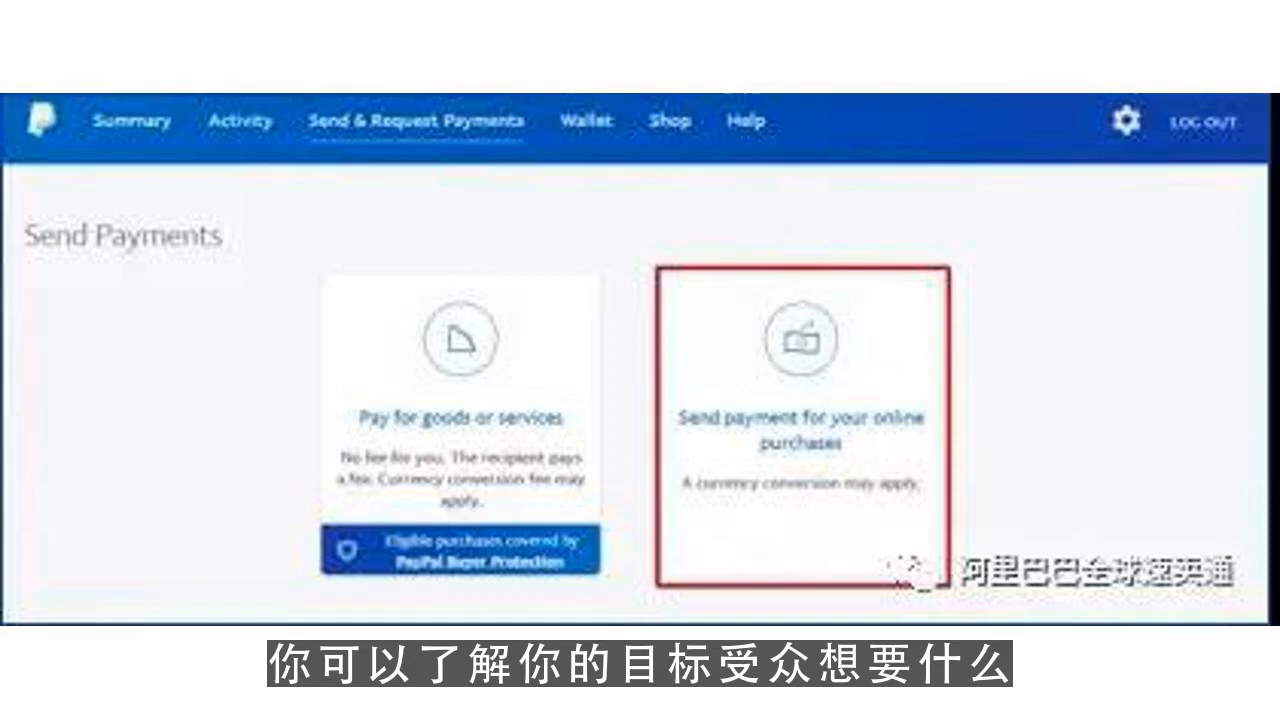 Summary
Activity
Send & Request Payments
Wallet
Shop
Help
LOG OUT
Send Payments
Pay for goods or services
No fee for you. The recipient pays
a fee. Currency conversion fee may
apply.
Eligible purchases covered by
PayPal Buyer Protection
Send payment for your online
purchases
A currency conversion may apply.
阿里巴巴全球速卖通
你可以了解你的目标受众想要什么